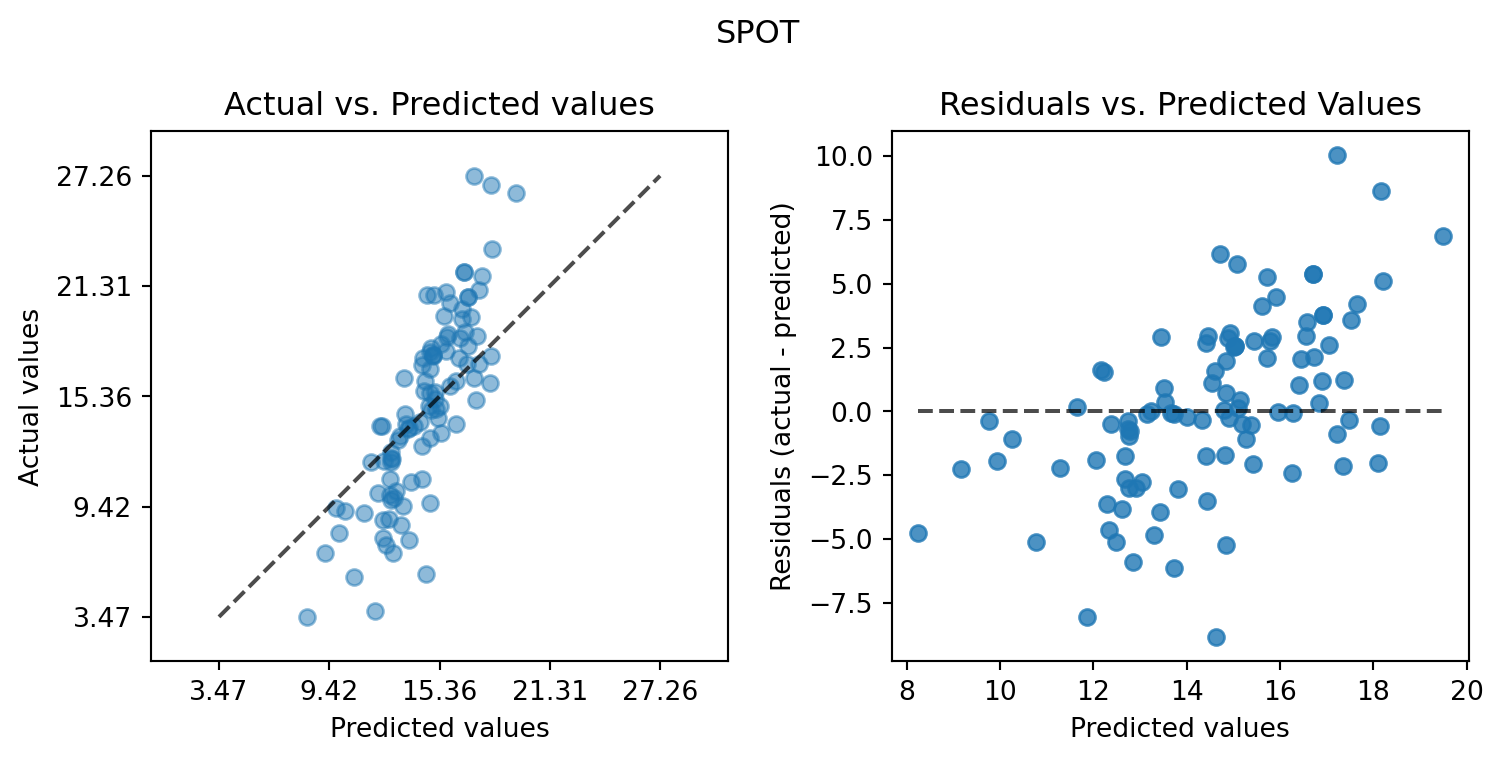 SPOT
Actual vs. Predicted values
Actual values
27.26
21.31
15.36
9.42
3.47
3.47 9.42 15.36 21.31 27.26
Predicted values
Residuals vs. Predicted Values
Residuals (actual - predicted)
10.0
7.5
5.0
2.5
0.0
−2.5
−5.0
−7.5
8 10 12 14 16 18 20
Predicted values